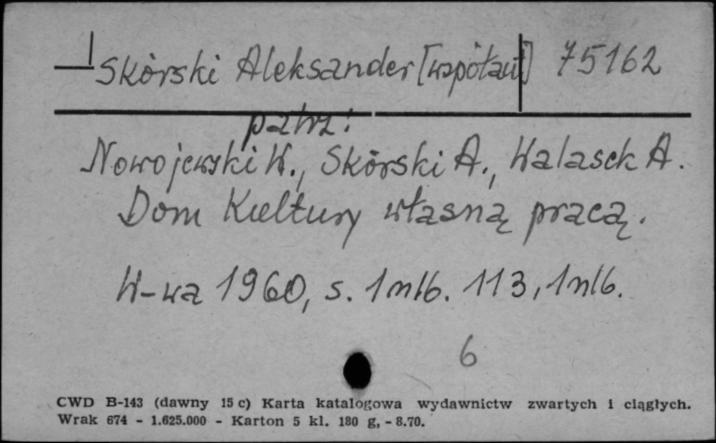 Skórski Aleksander [współaut] 75162
patrz:
Nowojewski W., Skórski A., Walasek A.
Dom Kultury własną pracą.
W-wa 1960, s. 1 nlb. 113, 1 nlb.
6
CWD B-143 (dawny 15 c) Karta katalogowa wydawnictw zwartych i ciągłych.
Wrak 674 - 1.625.000 - Karton 5 kl. 180 g, - 8.70.